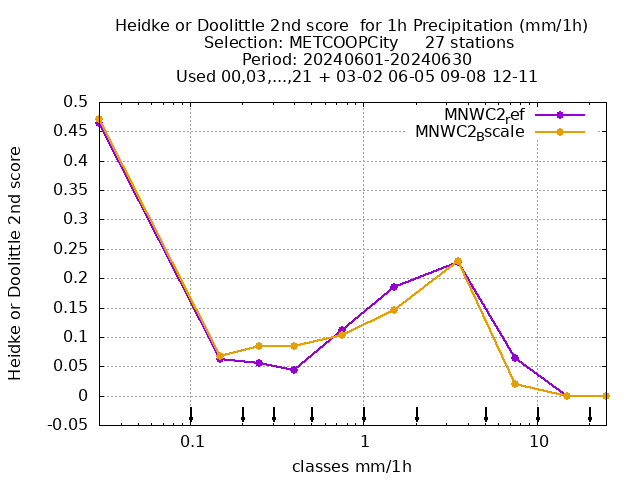 Heidke or Doolittle 2nd score  for 1h Precipitation (mm/1h)
Selection: METCOOPCity     27 stations
Period: 20240601-20240630
Used 00,03,...,21 + 03-02 06-05 09-08 12-11
MNWC2ref
MNWC2Bscale
Heidke or Doolittle 2nd score
0.5
0.45
0.4
0.35
0.3
0.25
0.2
0.15
0.1
0.05
0
-0.05
0.1 1 10
classes mm/1h